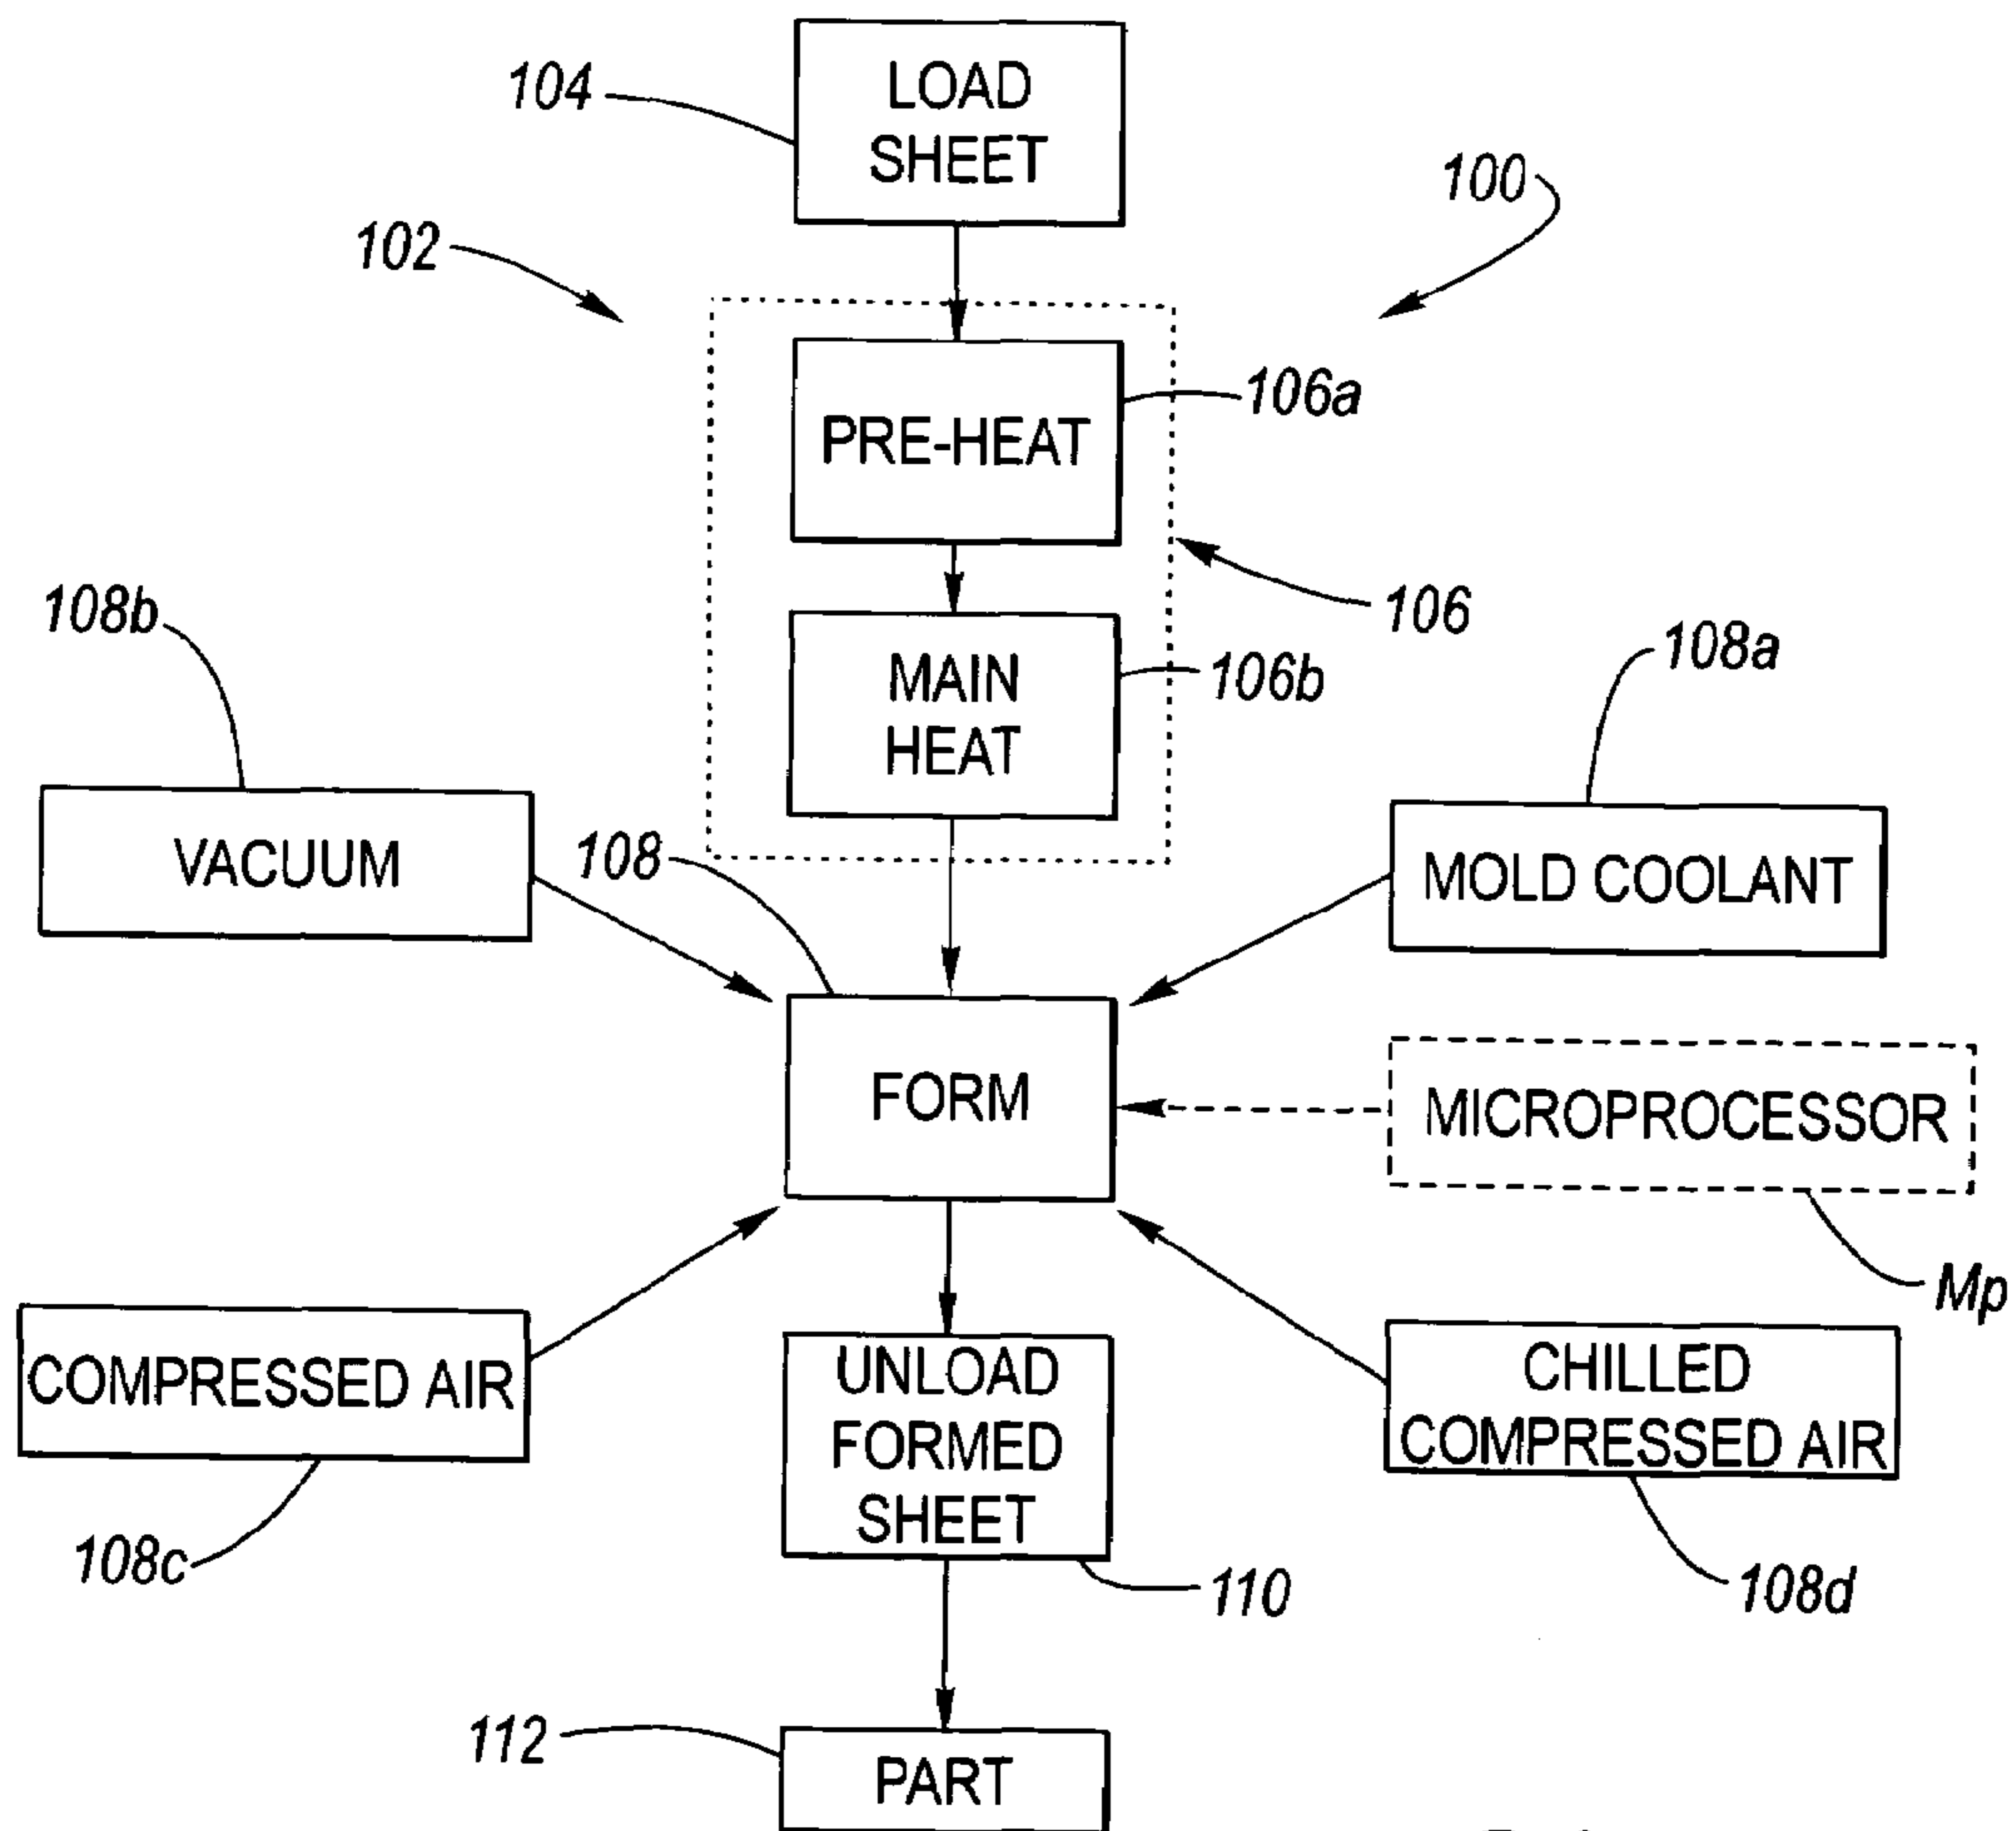 LOAD
SHEET
104
100
102
PRE-HEAT
106a
106
MAIN
HEAT
106b
108b
108a
VACUUM
108
MOLD COOLANT
FORM
MICROPROCESSOR
Mp
COMPRESSED AIR
UNLOAD
FORMED
SHEET
CHILLED
COMPRESSED AIR
108c
110
108d
112
PART